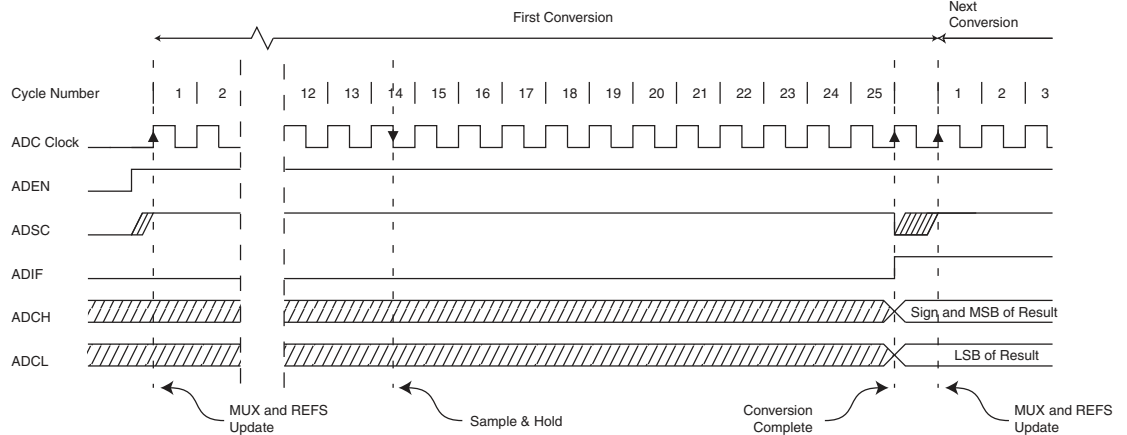 First Conversion
Next
Conversion
Cycle Number 1 2 12 13 14 15 16 17 18 19 20 21 22 23 24 25 1 2 3
ADC Clock
ADEN
ADSC
ADIF
ADCH Sign and MSB of Result
ADCL LSB of Result
MUX and REFS
Update
Sample & Hold
Conversion
Complete
MUX and REFS
Update